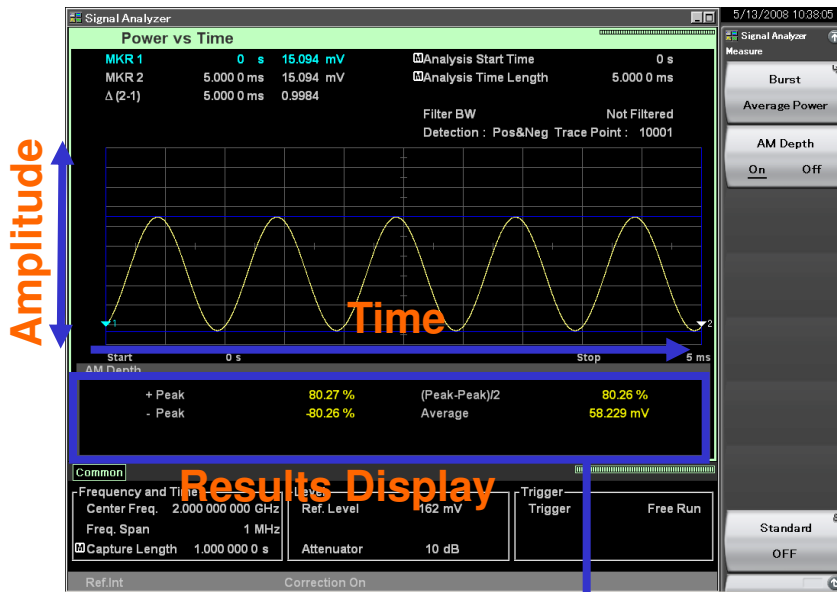 Signal Analyzer
5/13/2008 10:38:05
Power vs Time
Signal Analyzer
Measure
MKR 1 0 s 15.094 mV
M Analysis Start Time 0 s
MKR 2 5.000 0 ms 15.094 mV
M Analysis Time Length 5.000 0 ms
Δ (2-1) 5.000 0 ms 0.9984
Filter BW Not Filtered
Detection : Pos&Neg Trace Point : 10001
Burst
Average Power
AM Depth
On Off
Amplitude
1
2
Time
Start 0 s Stop 5 ms
AM Depth
+ Peak 80.27 % (Peak-Peak)/2 80.26 %
- Peak -80.26 % Average 58.229 mV
Common
Results Display
Frequency and Time
Level
Trigger
Center Freq. 2.000 000 000 GHz
Ref. Level 162 mV
Trigger Free Run
Freq. Span 1 MHz
M Capture Length 1.000 000 0 s
Attenuator 10 dB
Standard
OFF
Ref.Int Correction On